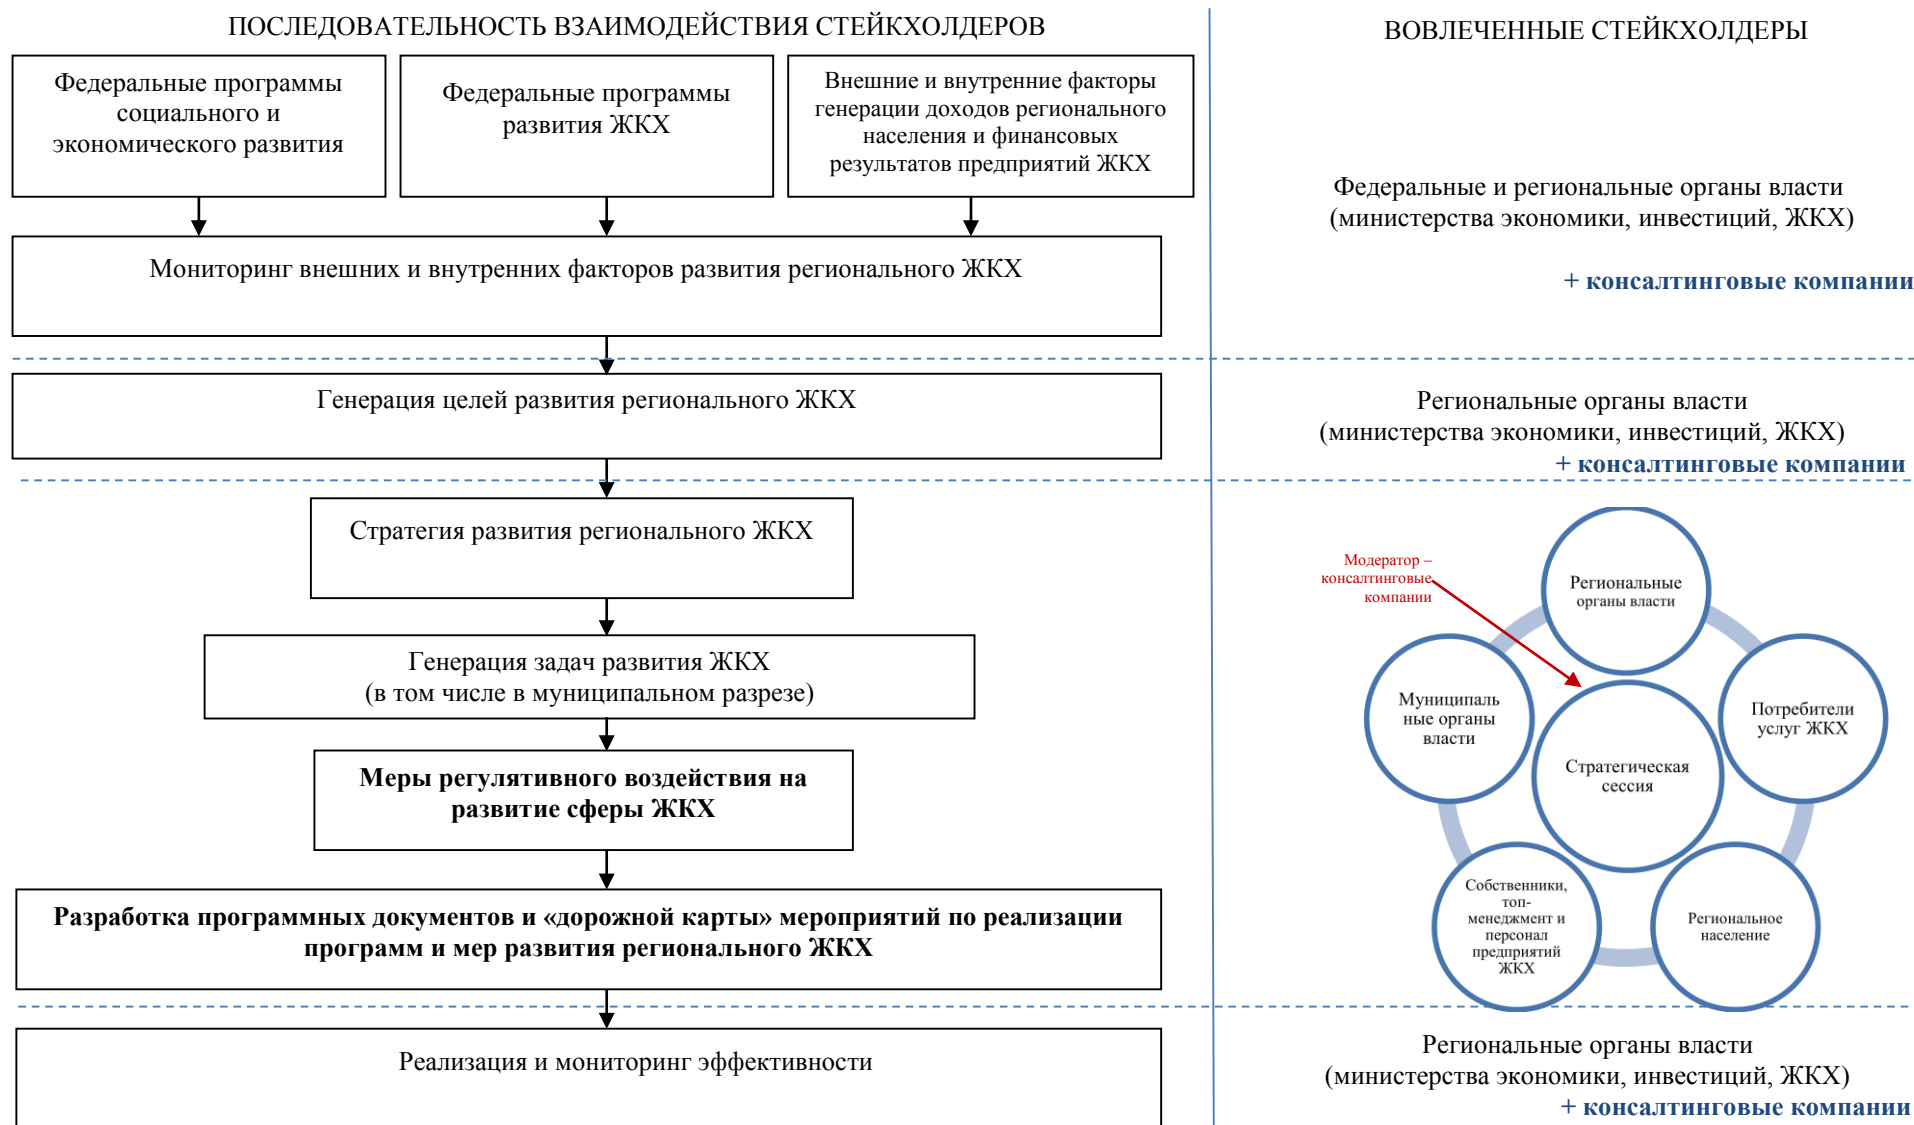 ПОСЛЕДОВАТЕЛЬНОСТЬ ВЗАИМОДЕЙСТВИЯ СТЕЙКХОЛДЕРОВ
ВОВЛЕЧЕННЫЕ СТЕЙКХОЛДЕРЫ
Федеральные программы
социального и
экономического развития
Федеральные программы
развития ЖКХ
Внешние и внутренние факторы
генерации доходов регионального
населения и финансовых
результатов предприятий ЖКХ
Мониторинг внешних и внутренних факторов развития регионального ЖКХ
Федеральные и региональные органы власти
(министерства экономики, инвестиций, ЖКХ)
+ консалтинговые компании
Генерация целей развития регионального ЖКХ
Региональные органы власти
(министерства экономики, инвестиций, ЖКХ)
+ консалтинговые компании
Стратегия развития регионального ЖКХ
Генерация задач развития ЖКХ
(в том числе в муниципальном разрезе)
Меры регулятивного воздействия на
развитие сферы ЖКХ
Разработка программных документов и «дорожной карты» мероприятий по реализации
программ и мер развития регионального ЖКХ
Модератор –
консалтинговые
компании
Региональные
органы власти
Муниципаль
ные органы
власти
Потребители
услуг ЖКХ
Стратегическая
сессия
Собственники,
топ-
менеджмент и
персонал
предприятий
ЖКХ
Региональное
население
Реализация и мониторинг эффективности
Региональные органы власти
(министерства экономики, инвестиций, ЖКХ)
+ консалтинговые компании